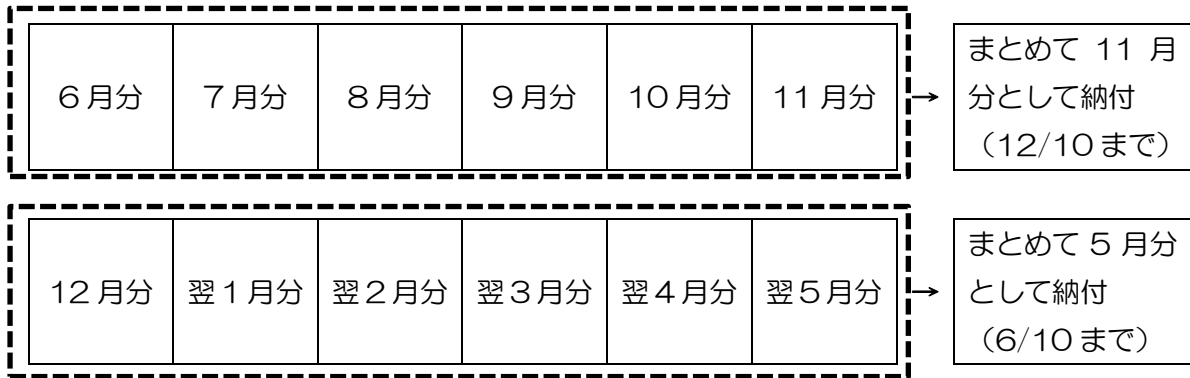 6月分 7月分 8月分 9月分 10月分 11月分
→
まとめて 11 月
分として納付
（12/10まで）
12月分 翌1月分 翌2月分 翌3月分 翌4月分 翌5月分
→
まとめて 5 月分
として納付
（6/10まで）